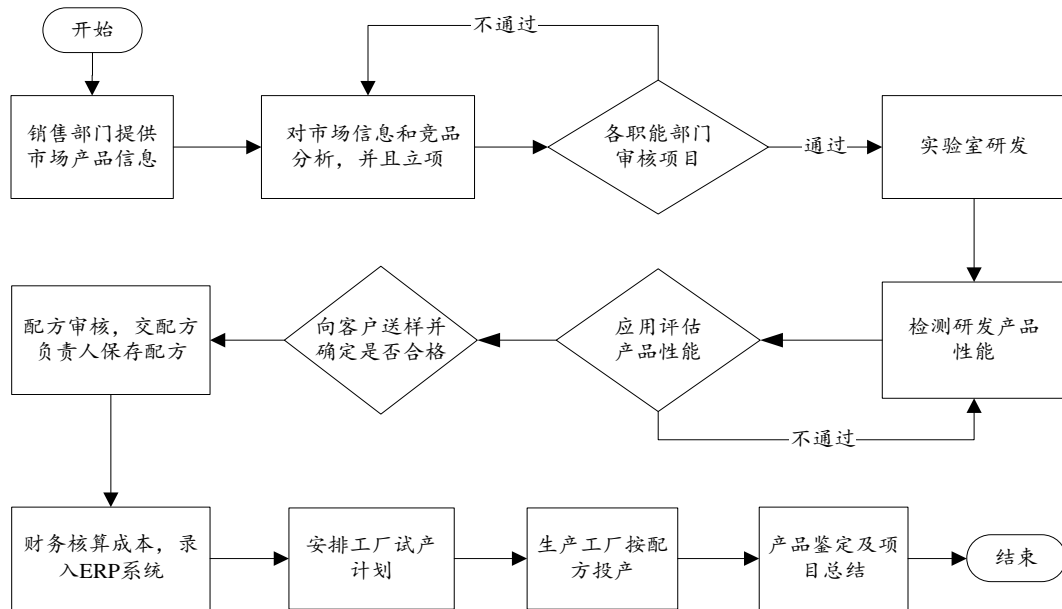 开始
不通过
销售部门提供
市场产品信息
对市场信息和竞品
分析，并且立项
各职能部门
审核项目
通过
实验室研发
配方审核，交配方
负责人保存配方
向客户送样并
确定是否合格
应用评估
产品性能
检测研发产品
性能
不通过
财务核算成本，录
入ERP系统
安排工厂试产
计划
生产工厂按配
方投产
产品鉴定及项
目总结
结束